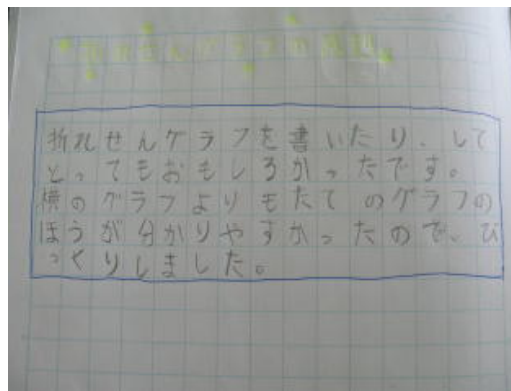 折れせんグラフを書いたり、して
とってもおもしろかったです。
横のグラフよりもたてのグラフの
ほうが分かりやすかったので、び
っくりしました。